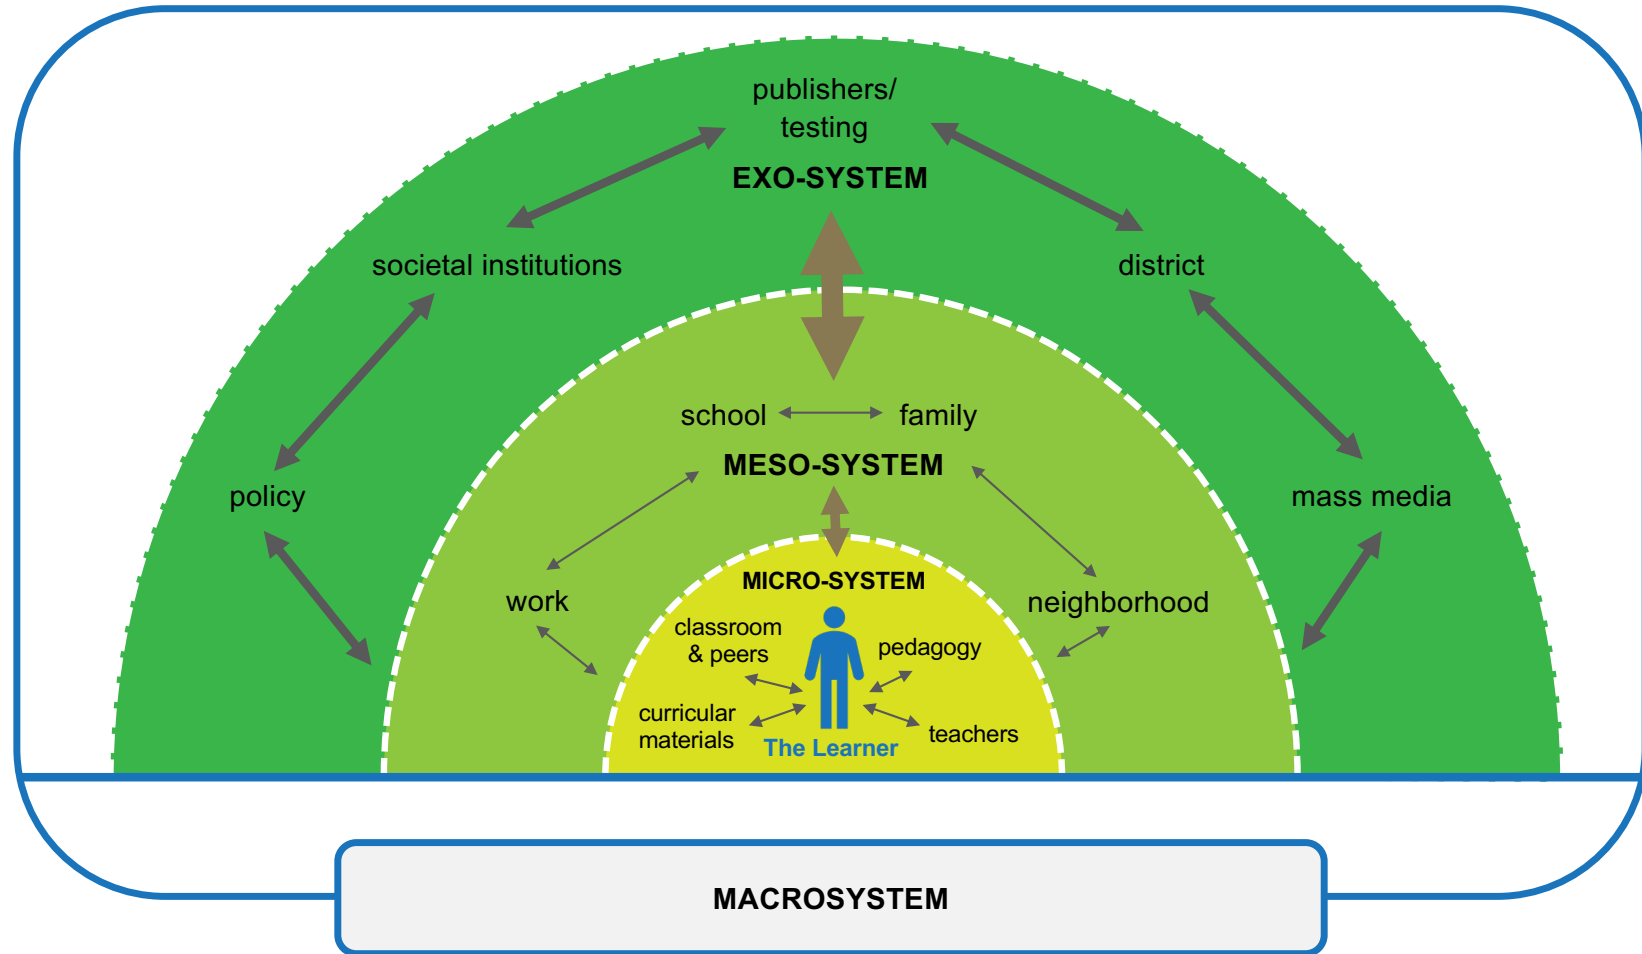 publishers/
testing
EXO-SYSTEM
societal institutions
district
school
family
MESO-SYSTEM
policy
mass media
MICRO-SYSTEM
work
neighborhood
classroom
& peers
pedagogy
curricular
materials
teachers
The Learner
MACROSYSTEM